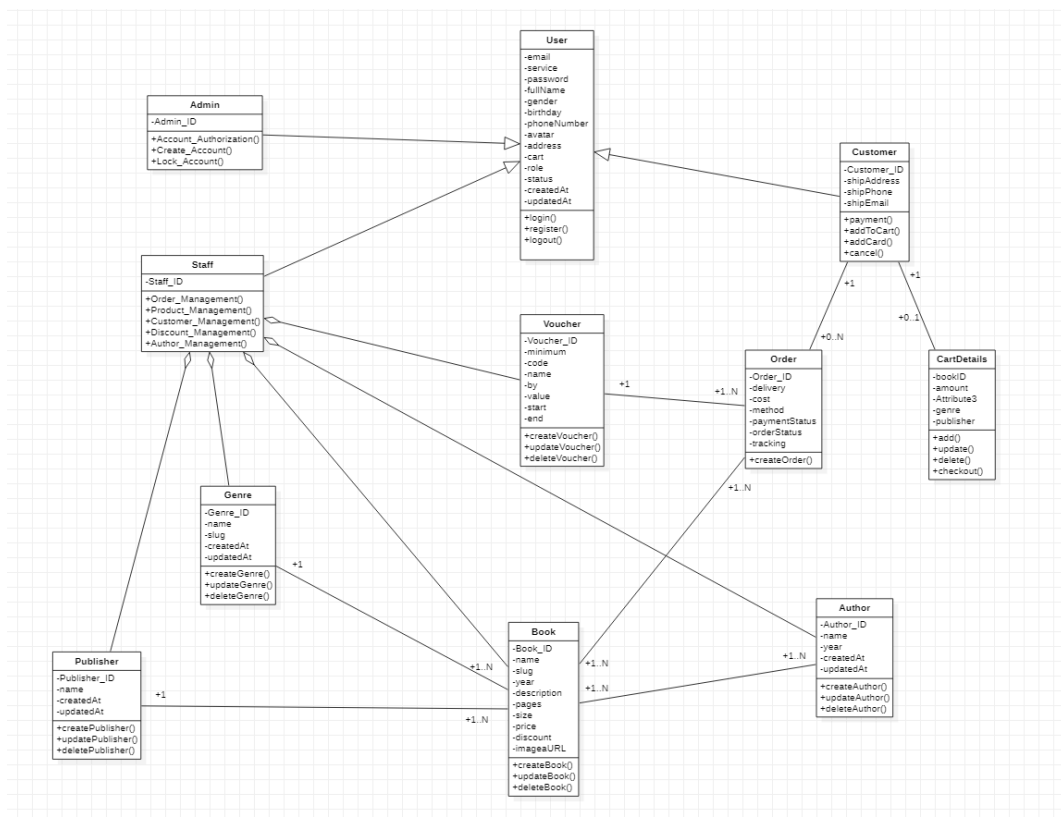 User
-email
-service
-password
-fullName
-gender
-birthday
-phoneNumber
-avatar
-address
-cart
-role
-status
-createdAt
-updatedAt
+login()
+register()
+logout()
Admin
-Admin_ID
+Account_Authorization()
+Create_Account()
+Lock_Account()
Customer
-Customer_ID
-shipAddress
-shipPhone
-shipEmail
+payment()
+addToCart()
+addCard()
+cancel()
+1
+1
+0..N
+0..1
Staff
-Staff_ID
+Order_Management()
+Product_Management()
+Customer_Management()
+Discount_Management()
+Author_Management()
Voucher
-Voucher_ID
-minimum
-code
-name
-by
-value
-start
-end
+createVoucher()
+updateVoucher()
+deleteVoucher()
+1
+1..N
Order
-Order_ID
-delivery
-cost
-method
-paymentStatus
-orderStatus
-tracking
+createOrder()
+1..N
CartDetails
-bookID
-amount
-Attribute3
-genre
-publisher
+add()
+update()
+delete()
+checkout()
Genre
-Genre_ID
-name
-slug
-createdAt
-updatedAt
+createGenre()
+updateGenre()
+deleteGenre()
+1
+1..N
Publisher
-Publisher_ID
-name
-createdAt
-updatedAt
+createPublisher()
+updatePublisher()
+deletePublisher()
+1
+1..N
Book
-Book_ID
-name
-slug
-year
-description
-pages
-size
-price
-discount
-imageaURL
+createBook()
+updateBook()
+deleteBook()
+1..N
+1..N
+1..N
Author
-Author_ID
-name
-year
-createdAt
-updatedAt
+createAuthor()
+updateAuthor()
+deleteAuthor()